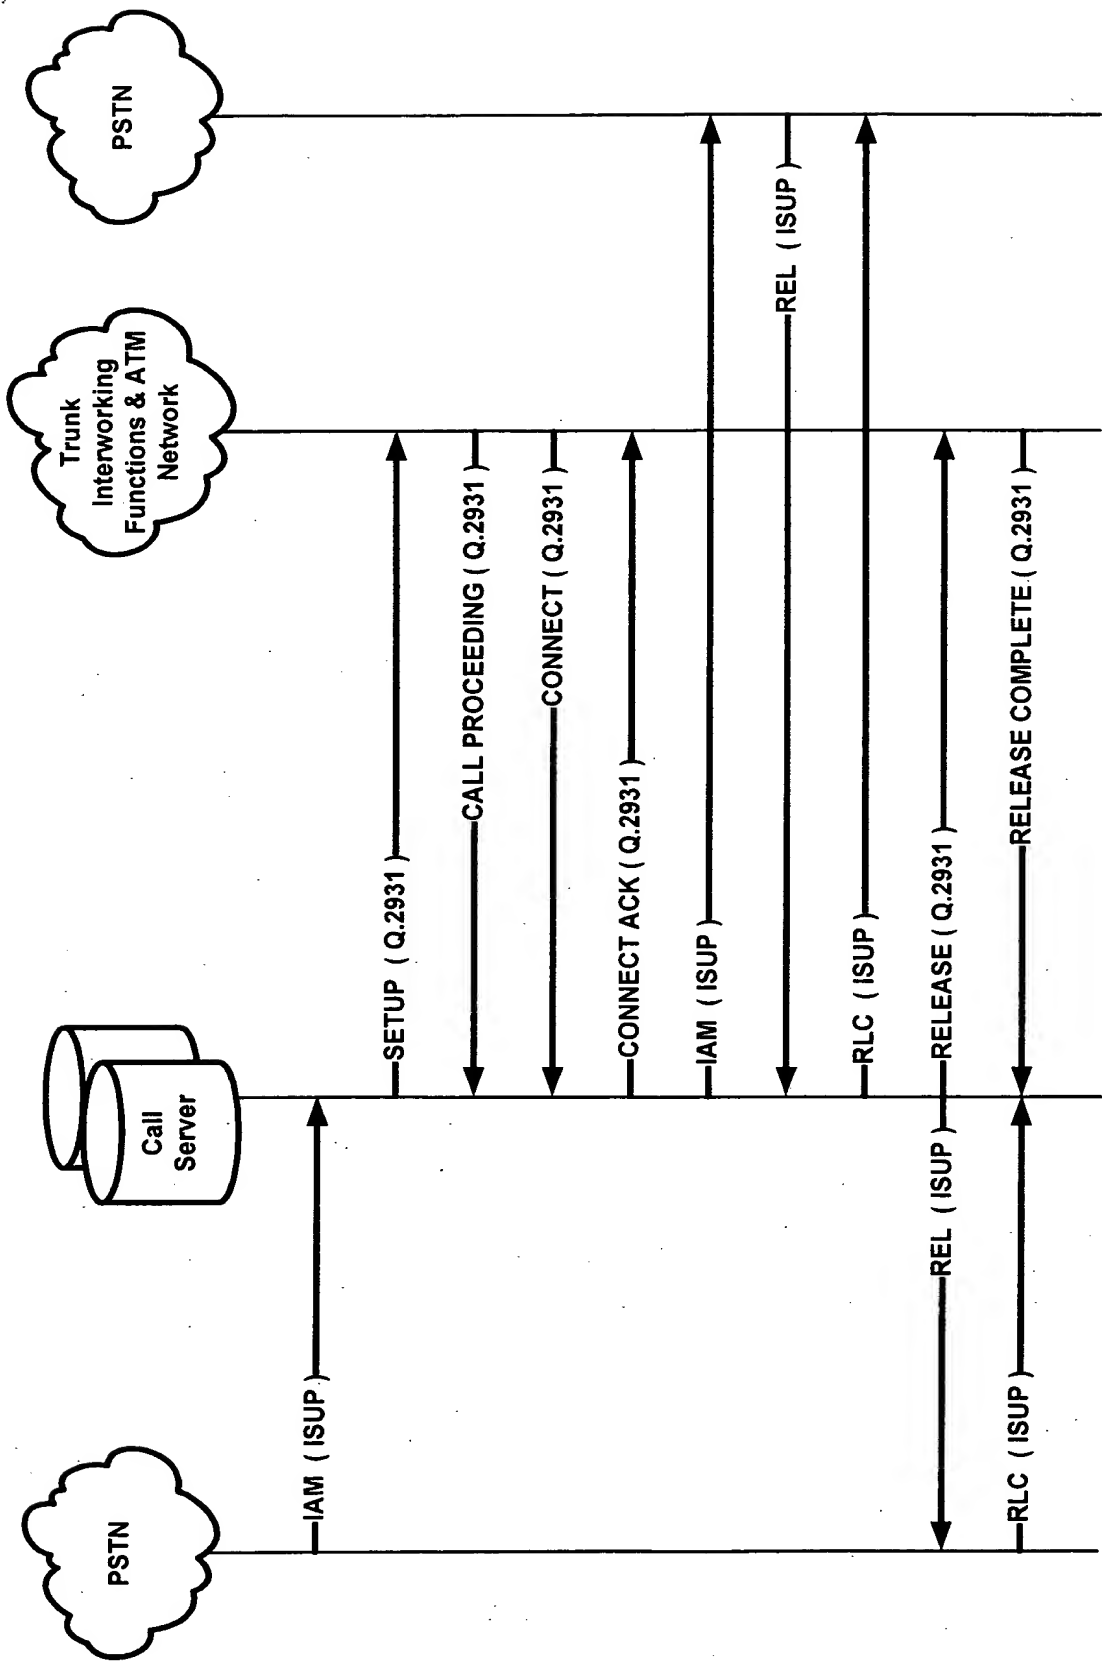 PSTN
Call
Server
Trunk
Interworking
Functions & ATM
Network
PSTN
IAM ( ISUP )
SETUP ( Q.2931 )
CALL PROCEEDING ( Q.2931 )
CONNECT ( Q.2931 )
CONNECT ACK ( Q.2931 )
IAM ( ISUP )
REL ( ISUP )
RLC ( ISUP )
REL ( ISUP )
RELEASE ( Q.2931 )
RLC ( ISUP )
RELEASE COMPLETE ( Q.2931 )